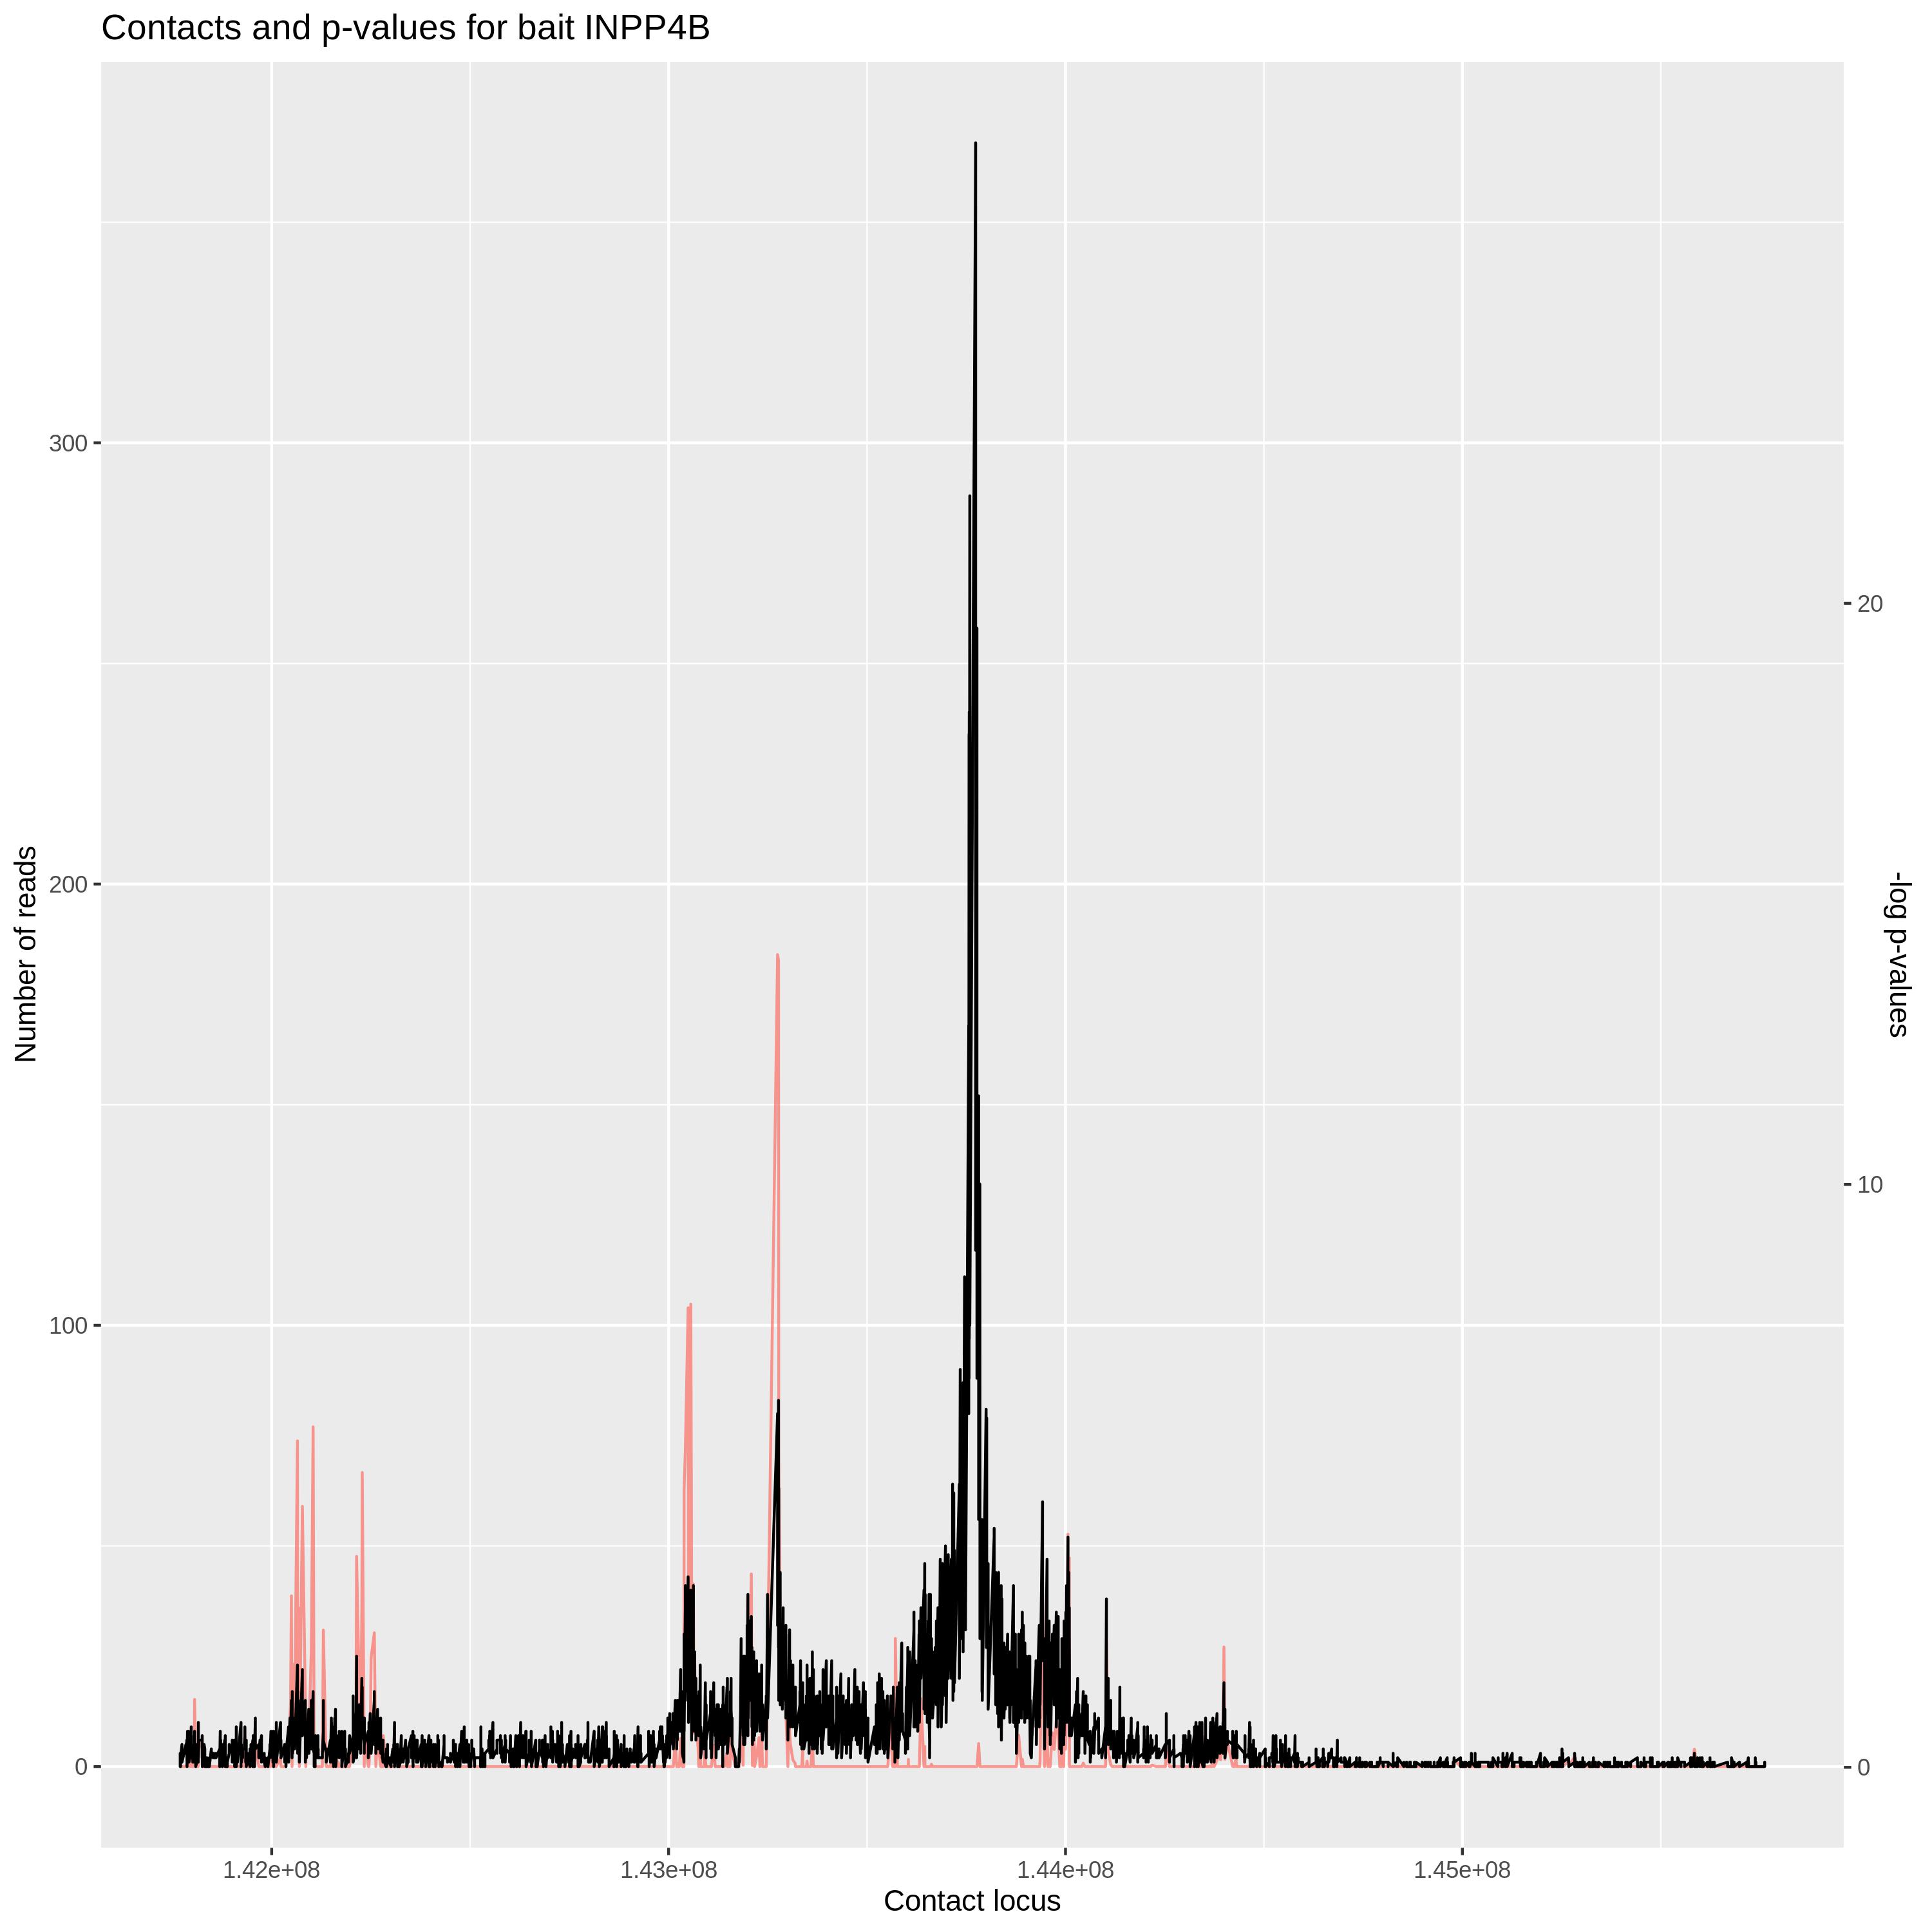 Contacts and p-values for bait INPP4B
300
200
100
0
Number of reads
20
10
0
-log p-values
1.42e+08
1.43e+08
1.44e+08
1.45e+08
Contact locus